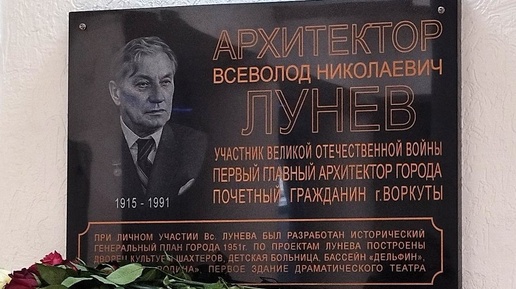 АРХИТЕКТОР
ВСЕВОЛОД НИКОЛАЕВИЧ
ЛУНЕВ
УЧАСТНИК ВЕЛИКОЙ ОТЕЧЕСТВЕННОЙ ВОЙНЫ
ПЕРВЫЙ ГЛАВНЫЙ АРХИТЕКТОР ГОРОДА
ПОЧЕТНЫЙ ГРАЖДАНИН г.ВОРКУТЫ
1915 - 1991
ПРИ ЛИЧНОМ УЧАСТИИ Вс. ЛУНЕВА БЫЛ РАЗРАБОТАН ИСТОРИЧЕСКИЙ
ГЕНЕРАЛЬНЫЙ ПЛАН ГОРОДА 1951г. ПО ПРОЕКТАМ ЛУНЕВА ПОСТРОЕНЫ
ДВОРЕЦ КУЛЬТУРЫ ШАХТЕРОВ, ДЕТСКАЯ БОЛЬНИЦА, БАССЕЙН «ДЕЛЬФИН»,
РОДИНА», ПЕРВОЕ ЗДАНИЕ ДРАМАТИЧЕСКОГО ТЕАТРА